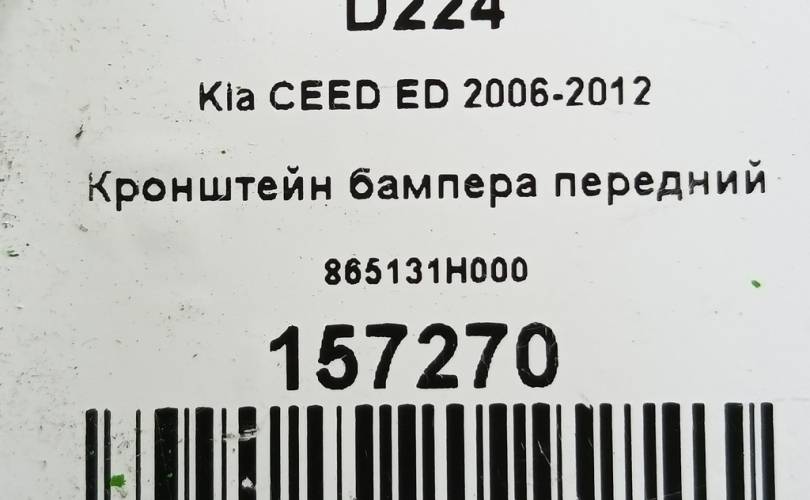 D224
Kia CEED ED 2006-2012
Кронштейн бампера передний
865131H000
157270